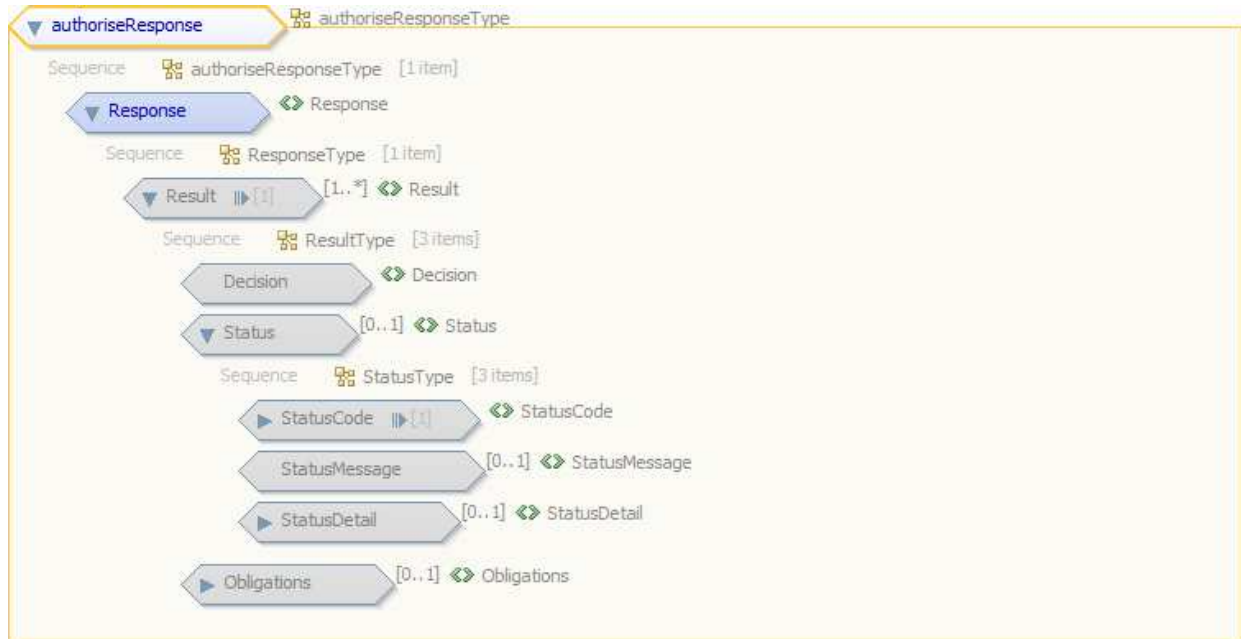 authoriseResponse authoriseResponseType
Sequence authoriseResponseType [1 item]
Response Response
Sequence ResponseType [1 item]
Result [1] [1..*] Result
Sequence ResultType [3 items]
Decision Decision
Status [0..1] Status
Sequence StatusType [3 items]
StatusCode [1] StatusCode
StatusMessage [0..1] StatusMessage
StatusDetail [0..1] StatusDetail
Obligations [0..1] Obligations